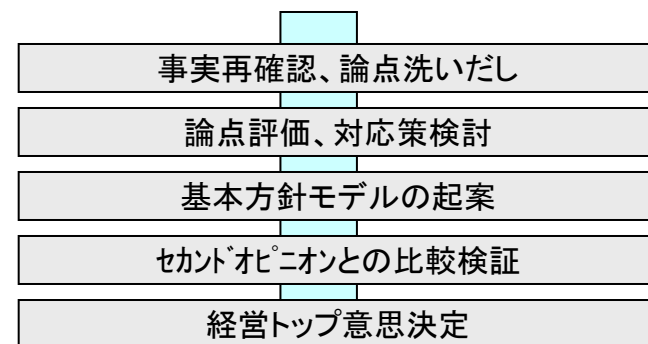 事実再確認、論点洗いだし
論点評価、対応策検討
基本方針モデルの起案
ｾｶﾝﾄﾞｵﾋﾟﾆｵﾝとの比較検証
経営トップ意思決定